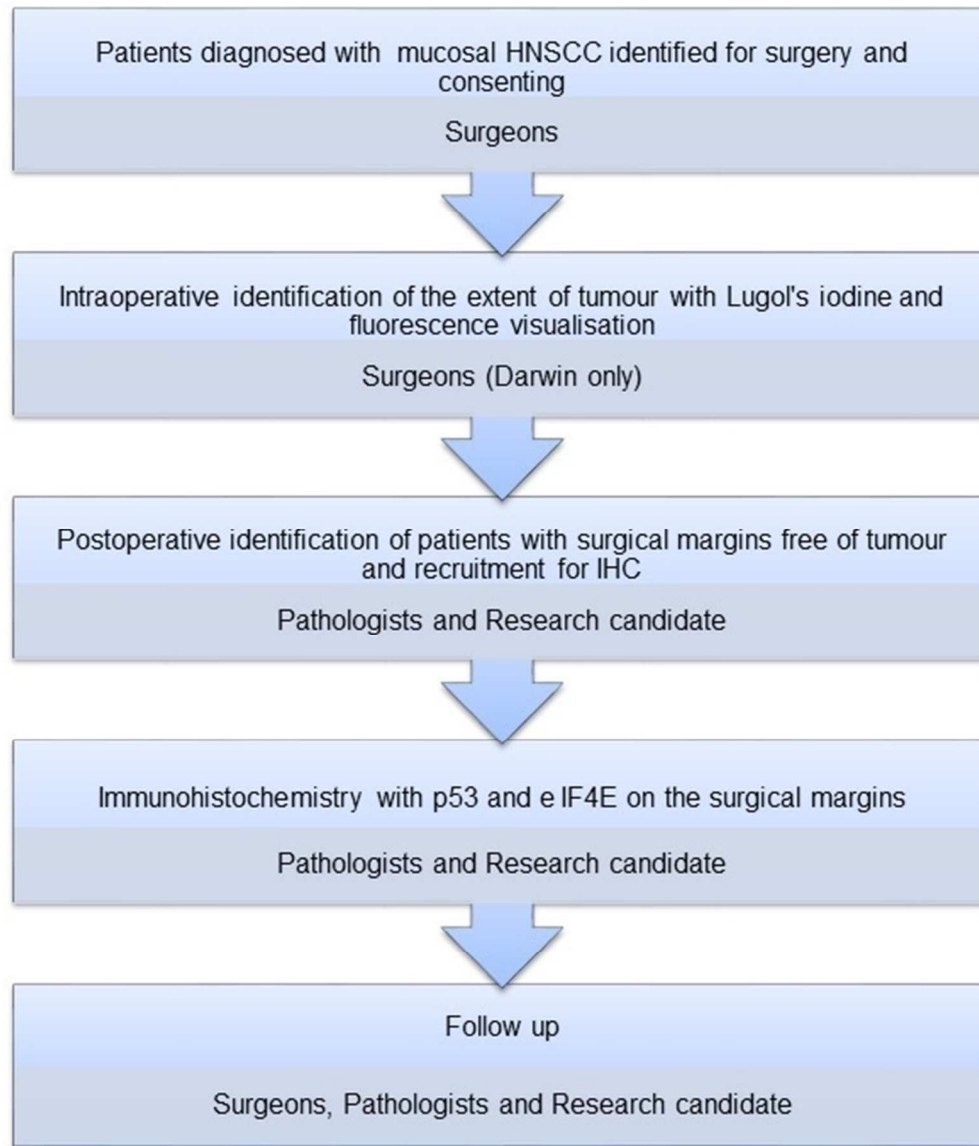 Patients diagnosed with mucosal HNSCC identified for surgery and
consenting
Surgeons
Intraoperative identification of the extent of tumour with Lugol's iodine and
fluorescence visualisation
Surgeons (Darwin only)
Postoperative identification of patients with surgical margins free of tumour
and recruitment for IHC
Pathologists and Research candidate
Immunohistochemistry with p53 and e IF4E on the surgical margins
Pathologists and Research candidate
Follow up
Surgeons, Pathologists and Research candidate